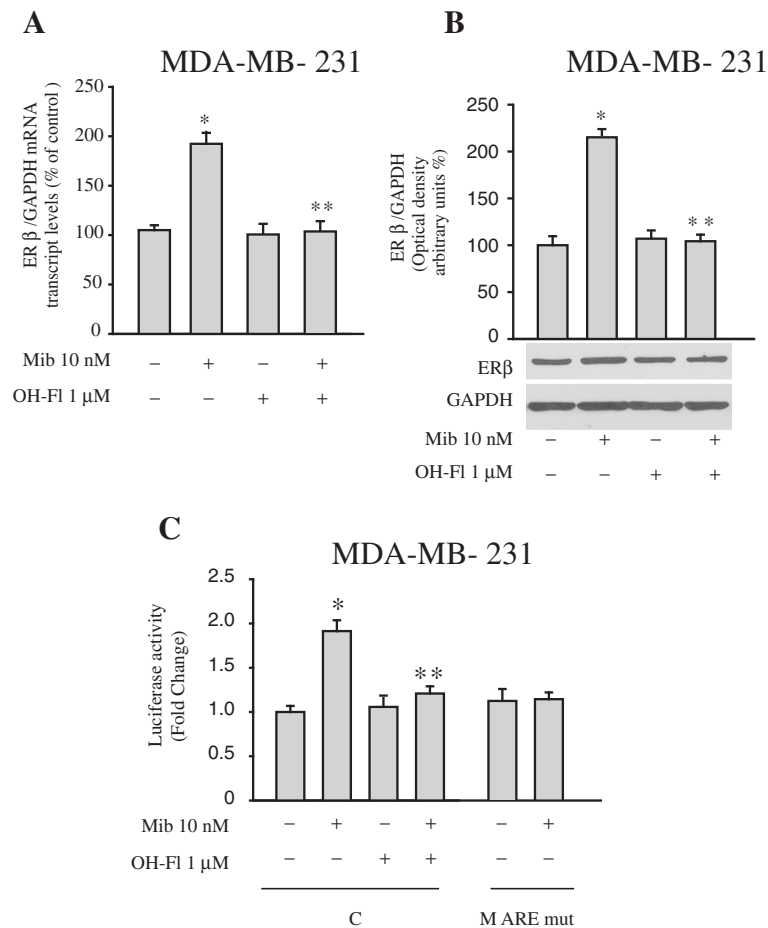 A
MDA-MB- 231
ER β /GAPDH mRNA
transcript levels (% of control)
250
200
150
100
50
0
*
**
Mib 10 nM – + – +
OH-Fl 1 μM – – + +
B
MDA-MB- 231
ER β /GAPDH
(Optical density
arbitrary units %)
250
200
150
100
50
0
*
**
ERβ
GAPDH
Mib 10 nM – + – +
OH-Fl 1 μM – – + +
C
MDA-MB- 231
Luciferase activity
(Fold Change)
2.5
2.0
1.5
1.0
0.5
0
*
**
Mib 10 nM – + – + – +
OH-Fl 1 μM – – + + – –
C M ARE mut